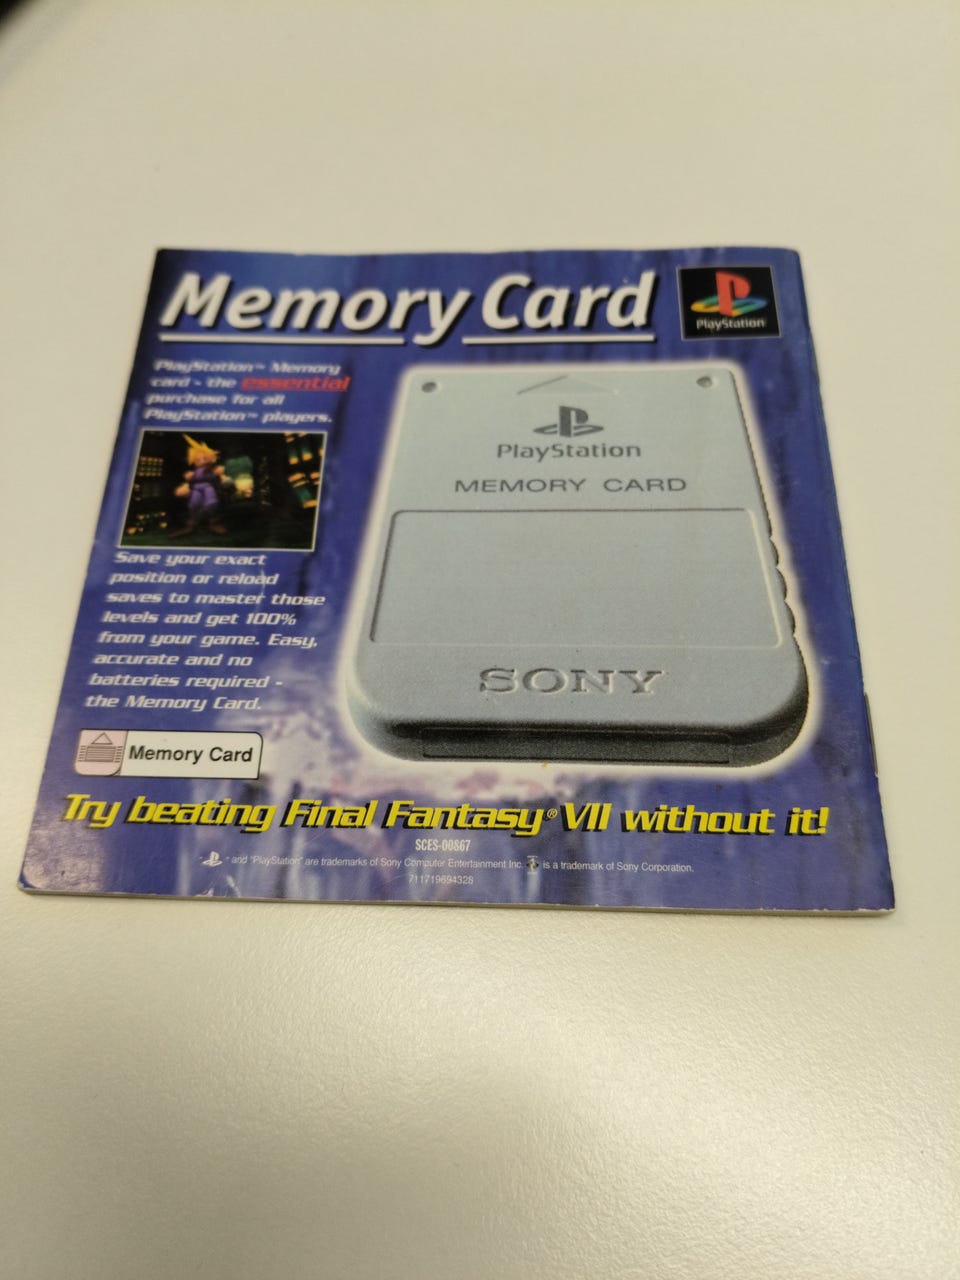 Memory Card
PlayStation
PlayStation™ Memory
card - the essential
purchase for all
PlayStation™ players.
PlayStation
MEMORY CARD
Save your exact
position or reload
saves to master those
levels and get 100%
from your game. Easy,
accurate and no
batteries required -
the Memory Card.
SONY
Memory Card
Try beating Final Fantasy® VII without it!
SCES-00867
" and "PlayStation" are trademarks of Sony Computer Entertainment Inc. is a trademark of Sony Corporation.
711719694328